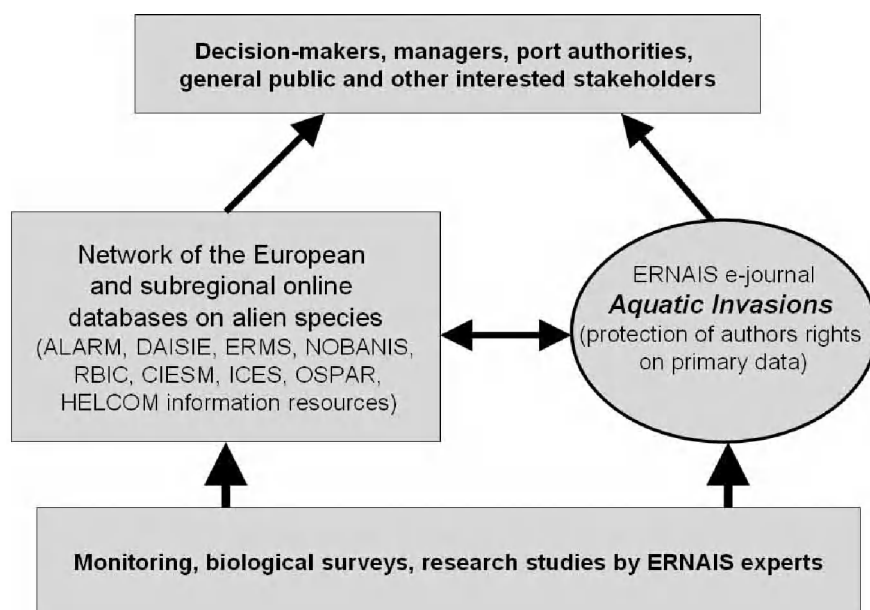 Decision-makers, managers, port authorities,
general public and other interested stakeholders
Network of the European
and subregional online
databases on alien species
(ALARM, DAISIE, ERMS, NOBANIS,
RBIC, CIESM, ICES, OSPAR,
HELCOM information resources)
ERNAIS e-journal
Aquatic Invasions
(protection of authors rights
on primary data)
Monitoring, biological surveys, research studies by ERNAIS experts